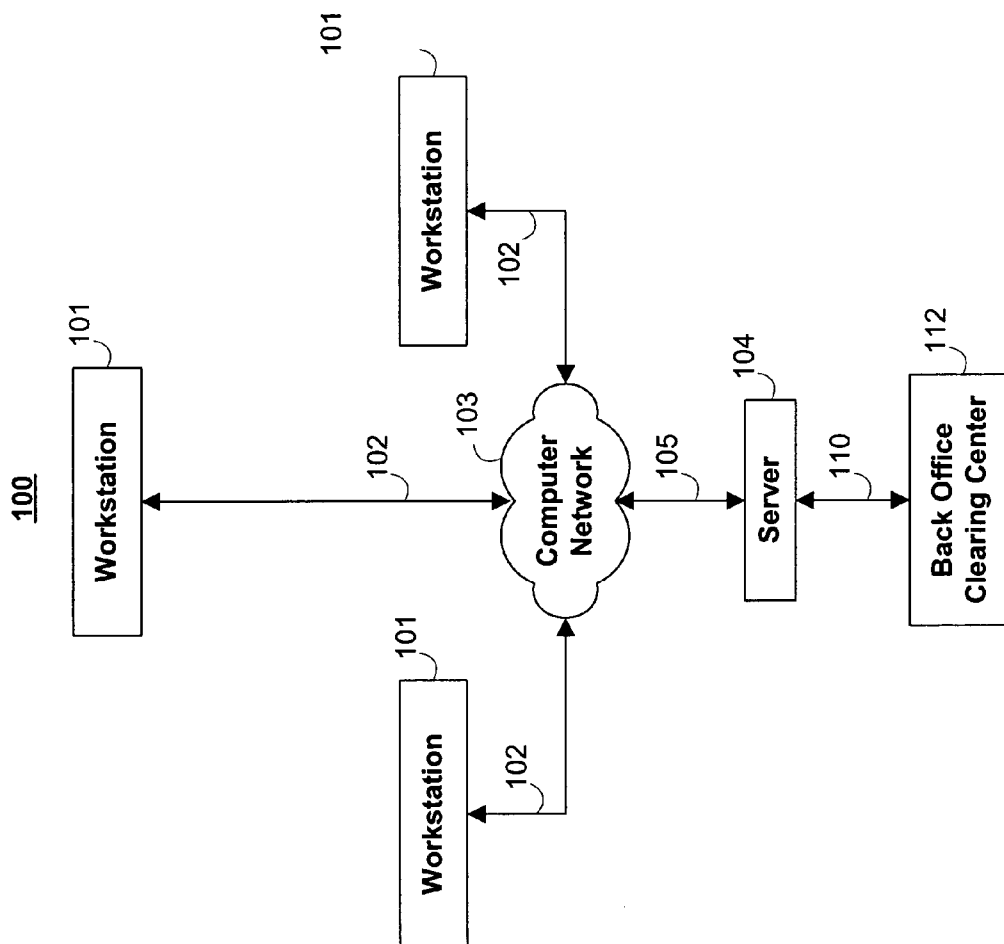 100
Workstation
101
102
Workstation
101
102
Workstation
101
102
103
Computer
Network
105
Server
104
110
Back Office
Clearing Center
112